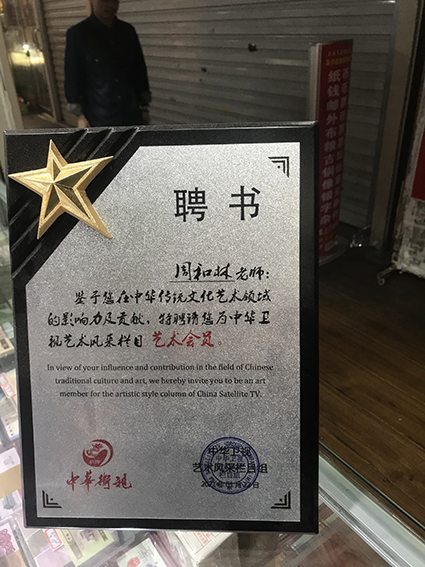 聘书
周和林老师:
鉴于您在中华传统文化艺术领域
的影响力及贡献，特聘请您为中华卫
视艺术风采栏目 艺术会员。
In view of your influence and contribution in the field of Chinese
traditional culture and art, we hereby invite you to be an art
member for the artistic style column of China Satellite TV.
中華衛視
中华卫视
艺术风采栏目组